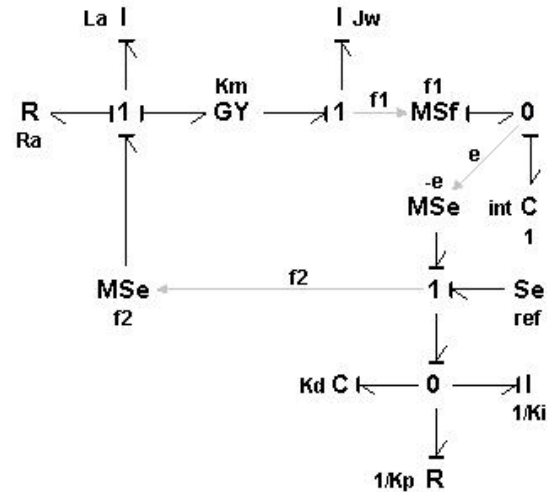 La I
I Jw
Km
f1
R 1 GY 1 f1 MSf 0
Ra
e
-e
MSe
int C
1
MSe f2 1 Se
f2
ref
Kd C 0 I
1/Ki
1/Kp R